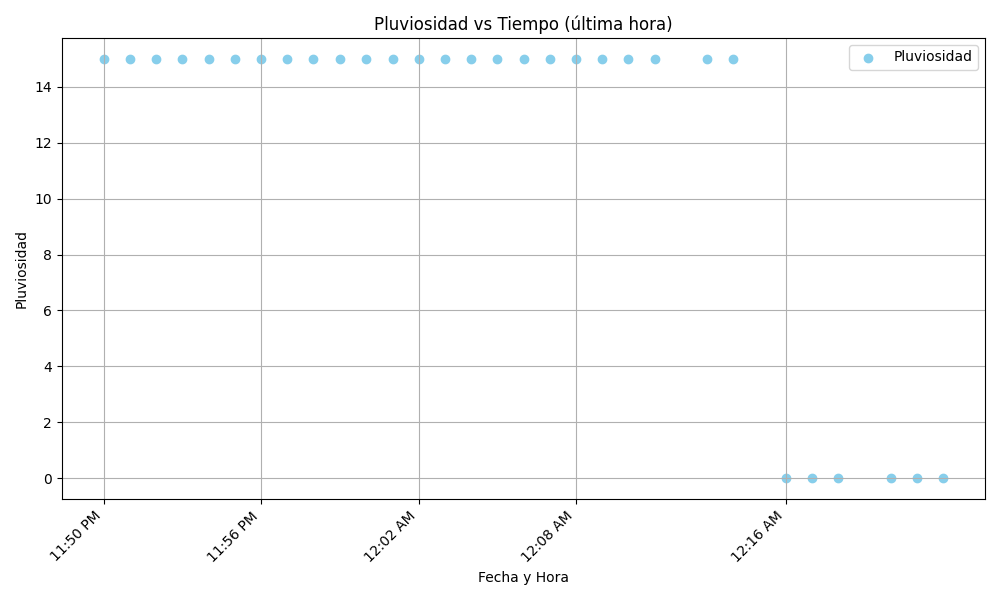 Pluviosidad vs Tiempo (última hora)
Pluviosidad
14
12
10
8
6
4
2
0
Pluviosidad
11:50 PM
11:56 PM
12:02 AM
12:08 AM
12:16 AM
Fecha y Hora